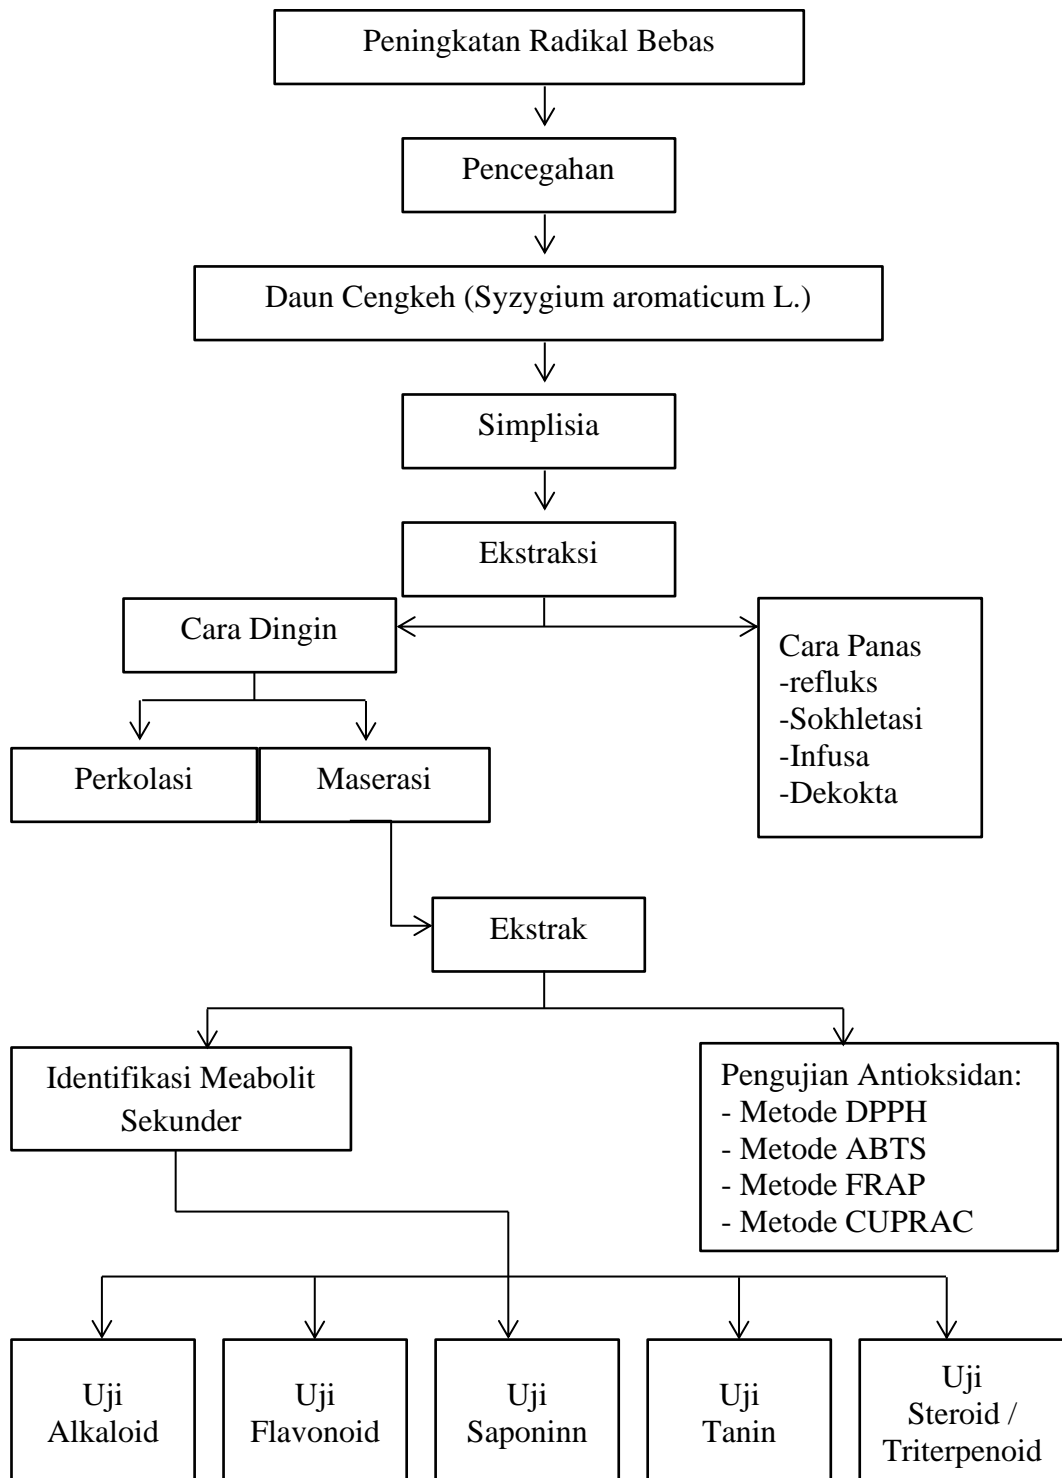 Peningkatan Radikal Bebas
Pencegahan
Daun Cengkeh (Syzygium aromaticum L.)
Simplisia
Ekstraksi
Cara Dingin
Cara Panas
-refluks
-Sokhletasi
-Infusa
-Dekokta
Perkolasi
Maserasi
Ekstrak
Identifikasi Meabolit
Sekunder
Pengujian Antioksidan:
- Metode DPPH
- Metode ABTS
- Metode FRAP
- Metode CUPRAC
Uji
Alkaloid
Uji
Flavonoid
Uji
Saponinn
Uji
Tanin
Uji
Steroid /
Triterpenoid